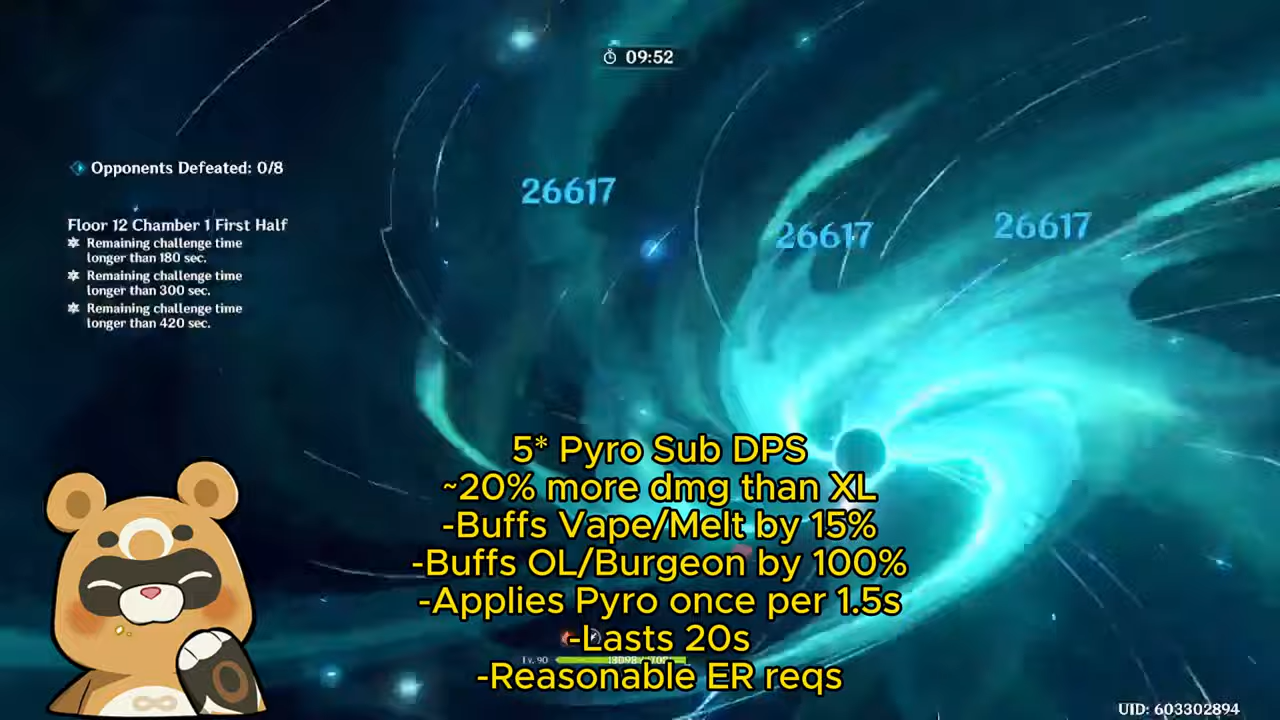 09:52
Opponents Defeated: 0/8
Floor 12 Chamber 1 First Half
Remaining challenge time
longer than 180 sec.
Remaining challenge time
longer than 300 sec.
Remaining challenge time
longer than 420 sec.
26617
26617
26617
5* Pyro Sub DPS
~20% more dmg than XL
-Buffs Vape/Melt by 15%
-Buffs OL/Burgeon by 100%
-Applies Pyro once per 1.5s
-Lasts 20s
Lv. 90
-Reasonable ER reqs
UID: 603302894